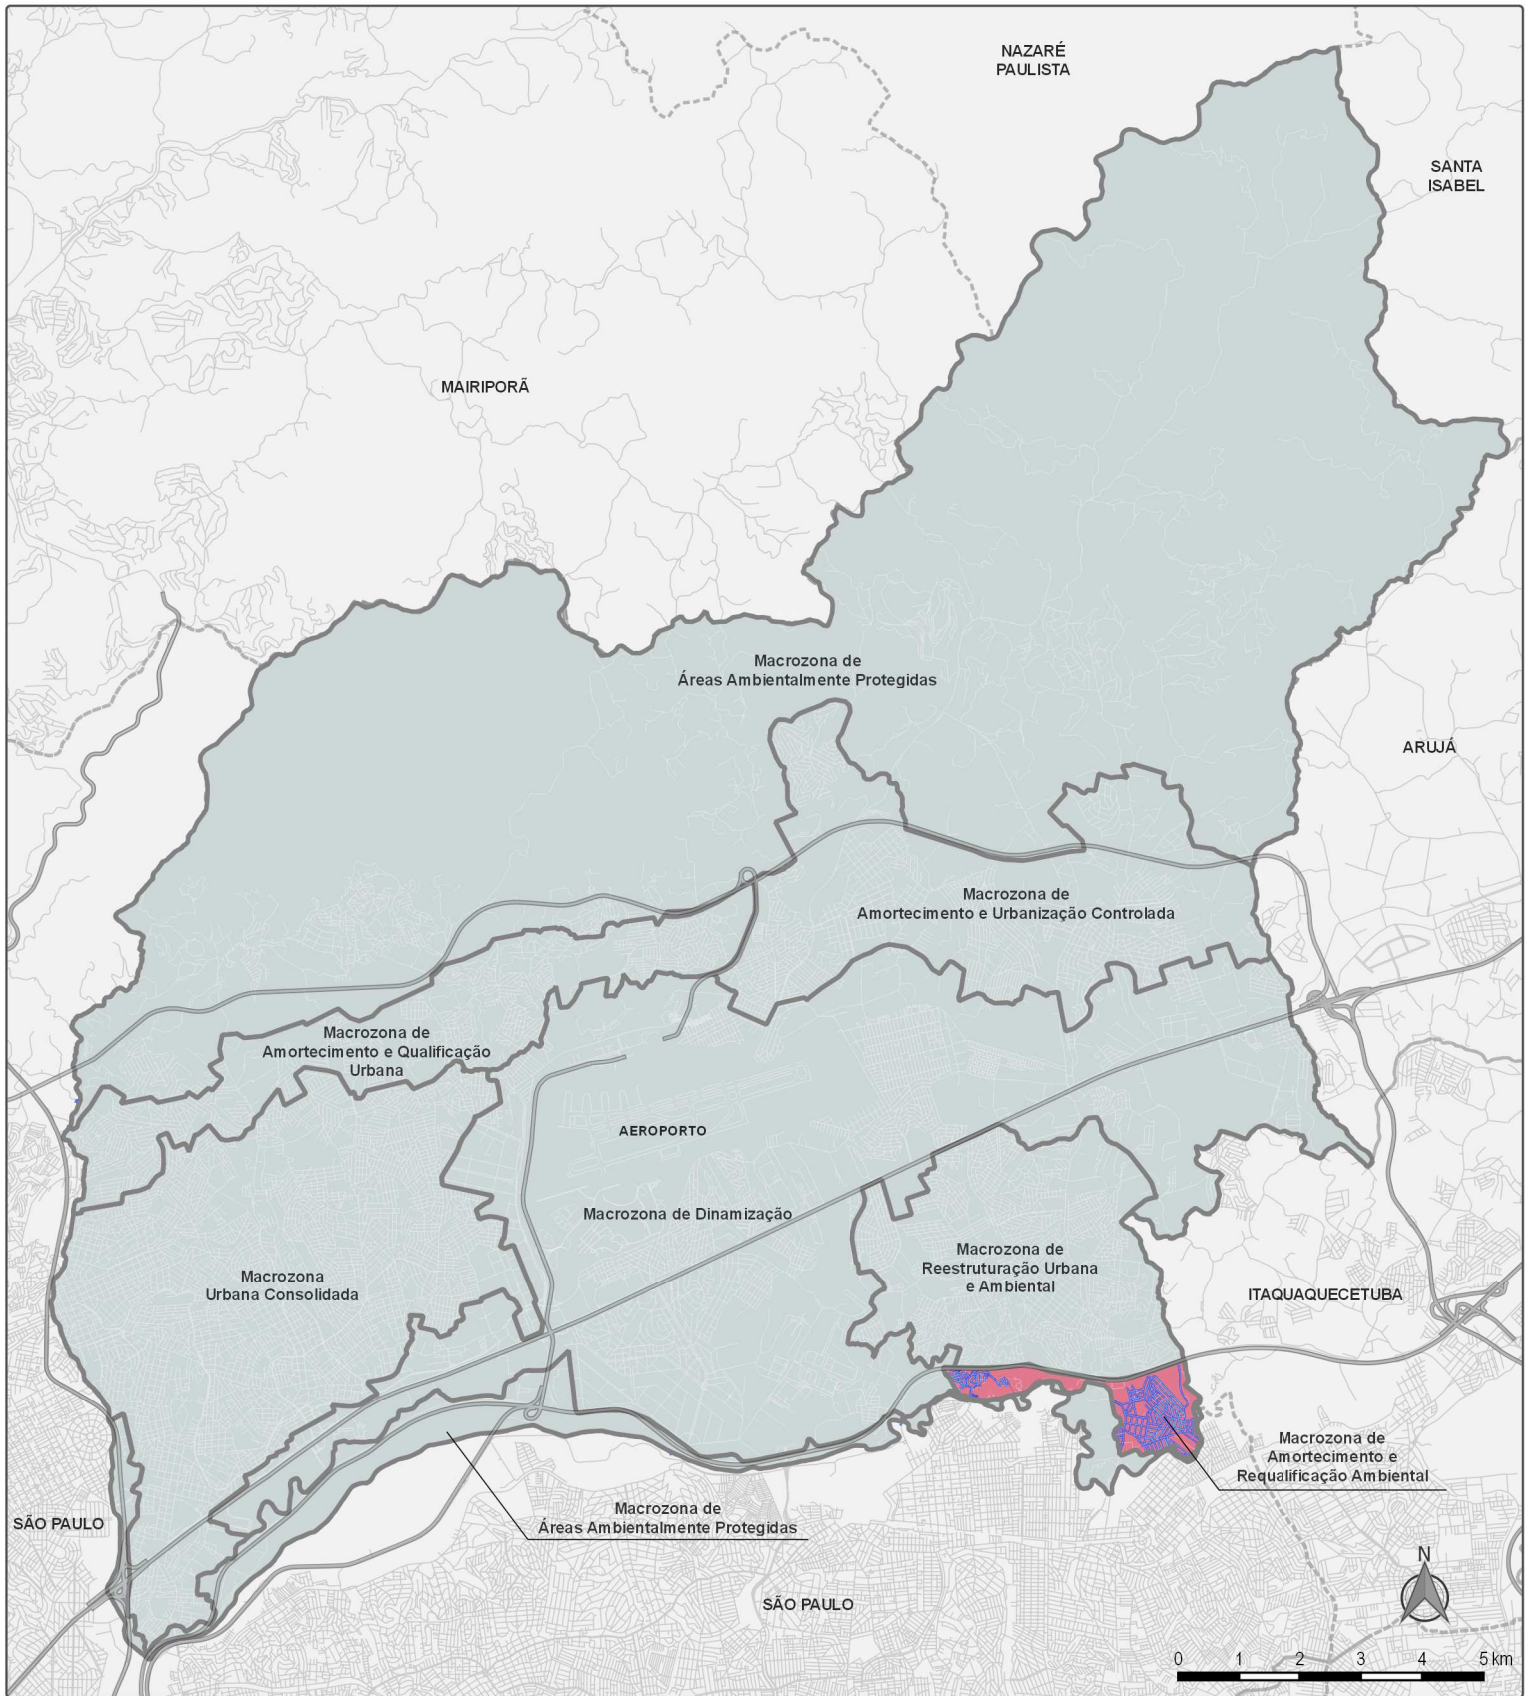 NAZARÉ
PAULISTA
SANTA
ISABEL
MAIRIPORÃ
Macrozona de
Áreas Ambientalmente Protegidas
ARUJÁ
Macrozona de
Amortecimento e Urbanização Controlada
Macrozona de
Amortecimento e Qualificação
Urbana
AEROPORTO
Macrozona de Dinamização
Macrozona de
Reestruturação Urbana
e Ambiental
Macrozona
Urbana Consolidada
ITAQUAQUECETUBA
Macrozona de
Amortecimento e
Requalificação Ambiental
Macrozona de
Áreas Ambientalmente Protegidas
SÃO PAULO
SÃO PAULO
N
0 1 2 3 4 5 km